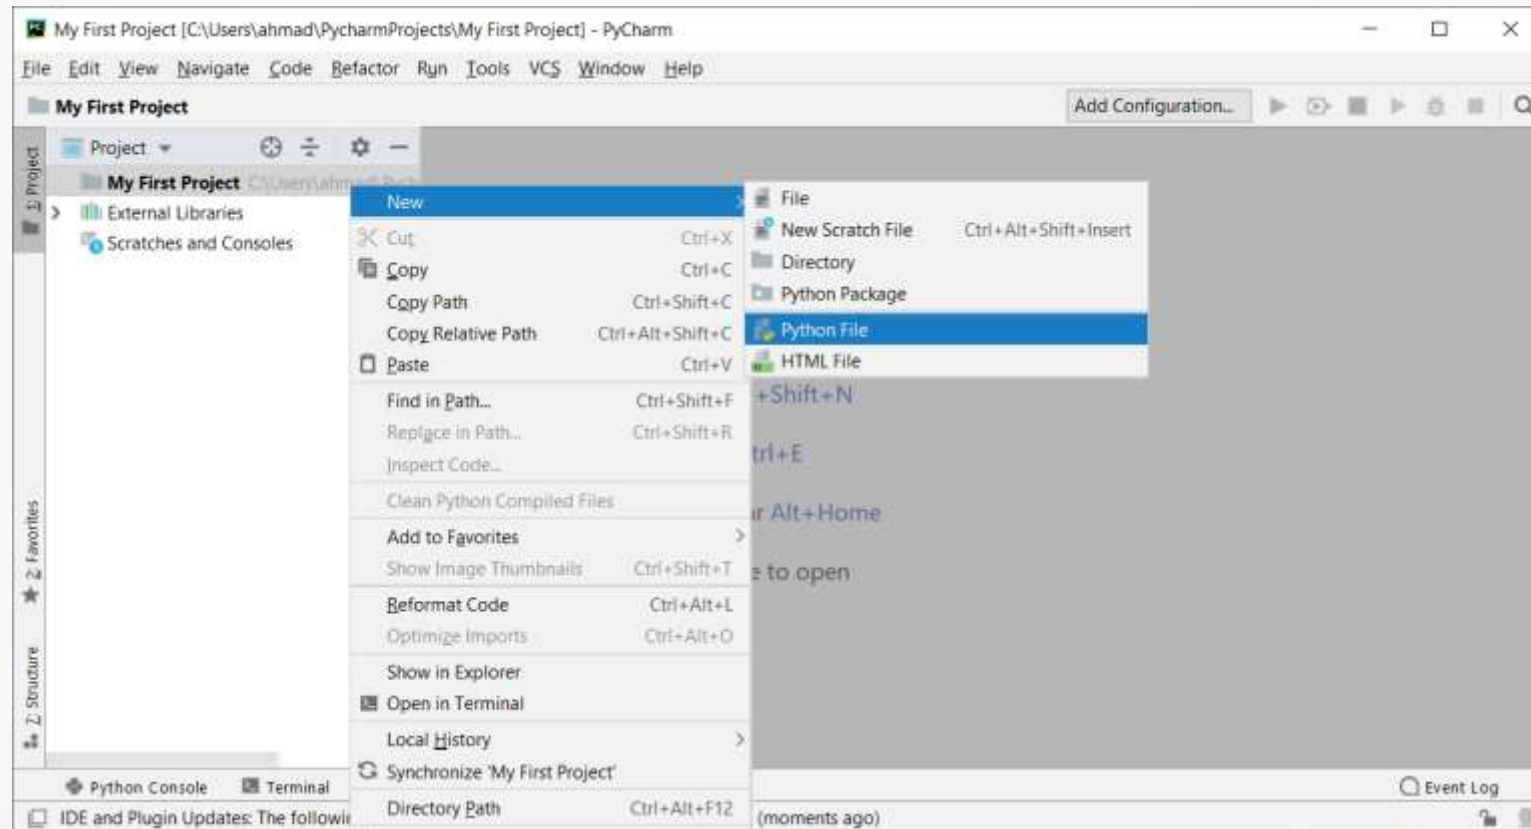 My First Project [C:\Users\ahmad\PycharmProjects\My First Project] - PyCharm
File Edit View Navigate Code Refactor Run Tools VCS Window Help
My First Project
Add Configuration...
1: Project
2: Favorites
7: Structure
Project
My First Project C:\Users\ahmad\Pych
External Libraries
Scratches and Consoles
New
Cut Ctrl+X
Copy Ctrl+C
Copy Path Ctrl+Shift+C
Copy Relative Path Ctrl+Alt+Shift+C
Paste Ctrl+V
Find in Path... Ctrl+Shift+F
Replace in Path... Ctrl+Shift+R
Inspect Code...
Clean Python Compiled Files
Add to Favorites
Show Image Thumbnails Ctrl+Shift+T
Reformat Code Ctrl+Alt+L
Optimize Imports Ctrl+Alt+O
Show in Explorer
Open in Terminal
Local History
Synchronize 'My First Project'
Directory Path Ctrl+Alt+F12
File
New Scratch File Ctrl+Alt+Shift+Insert
Directory
Python Package
Python File
HTML File
+Shift+N
trl+E
r Alt+Home
e to open
Python Console Terminal
Event Log
IDE and Plugin Updates: The followi
(moments ago)